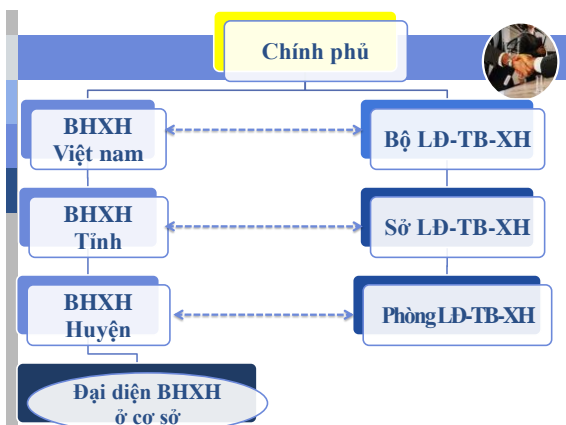 Chính phủ
BHXH
Việt nam
Bộ LĐ-TB-XH
BHXH
Tỉnh
Sở LĐ-TB-XH
BHXH
Huyện
Phòng LĐ-TB-XH
Đại diện BHXH
ở cơ sở